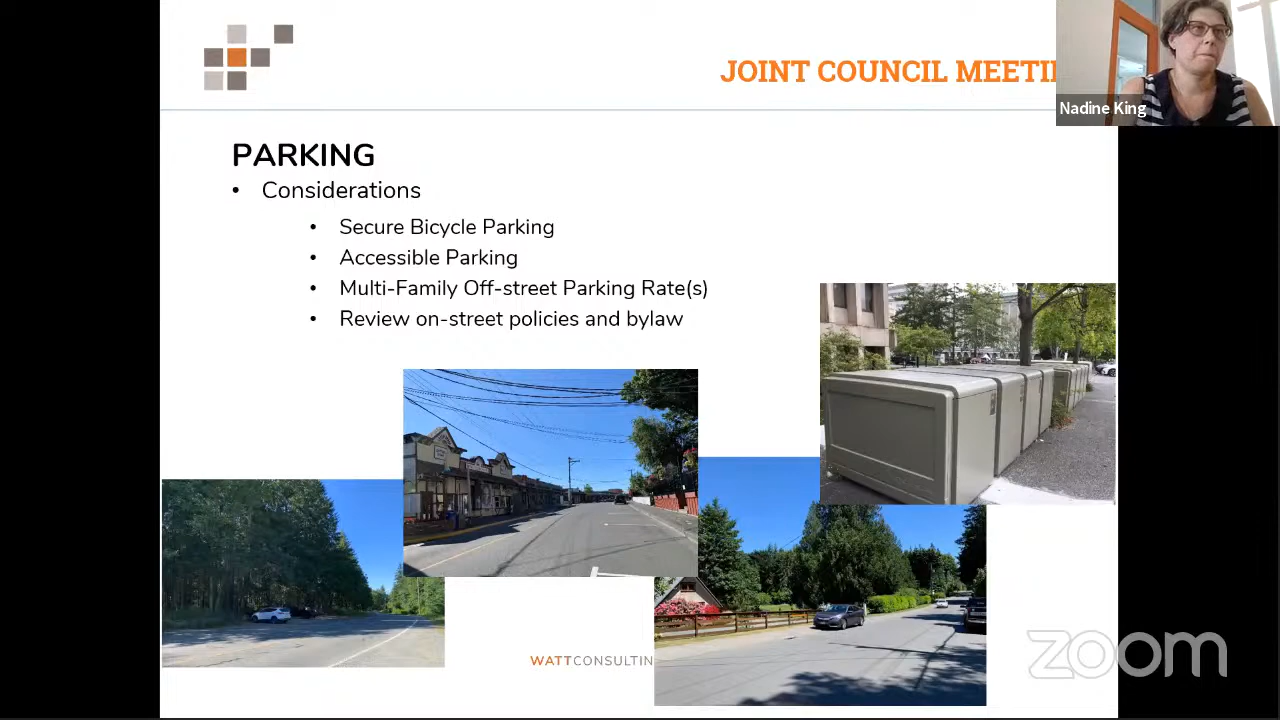 JOINT COUNCIL MEETI
Nadine King
PARKING
• Considerations
• Secure Bicycle Parking
• Accessible Parking
• Multi-Family Off-street Parking Rate(s)
• Review on-street policies and bylaw
WATTCONSULTIN
zoom